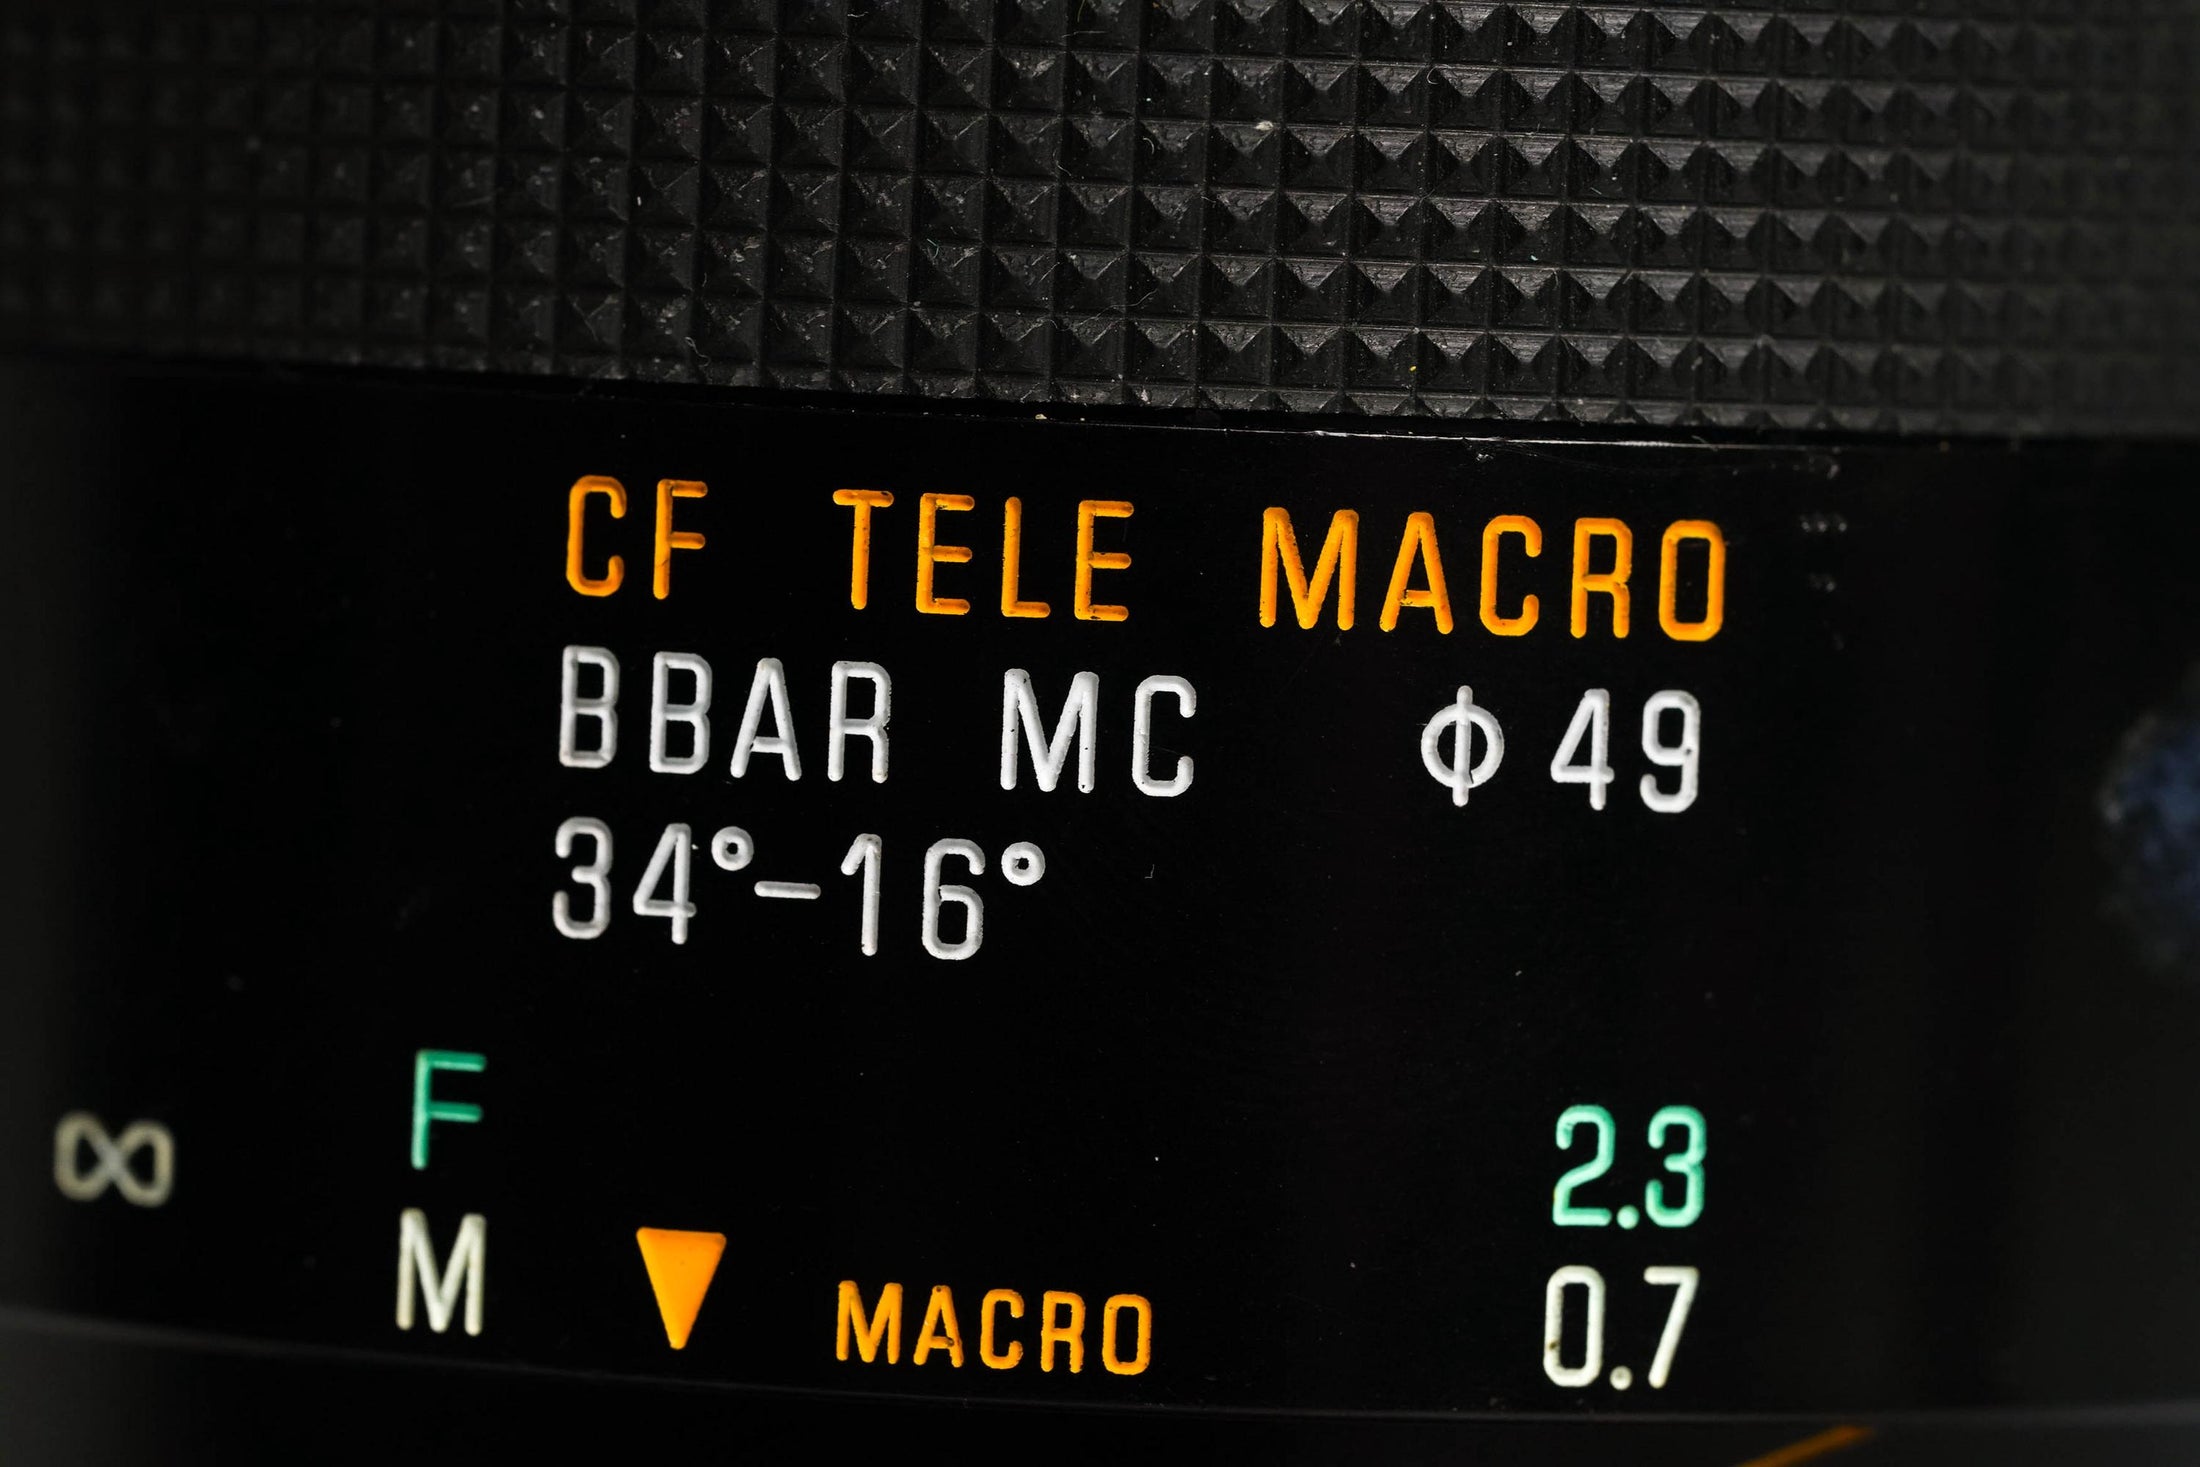 CF TELE MACRO
BBAR MC ϕ49
34°–16°
F 2.3
∞ M ▼ MACRO 0.7